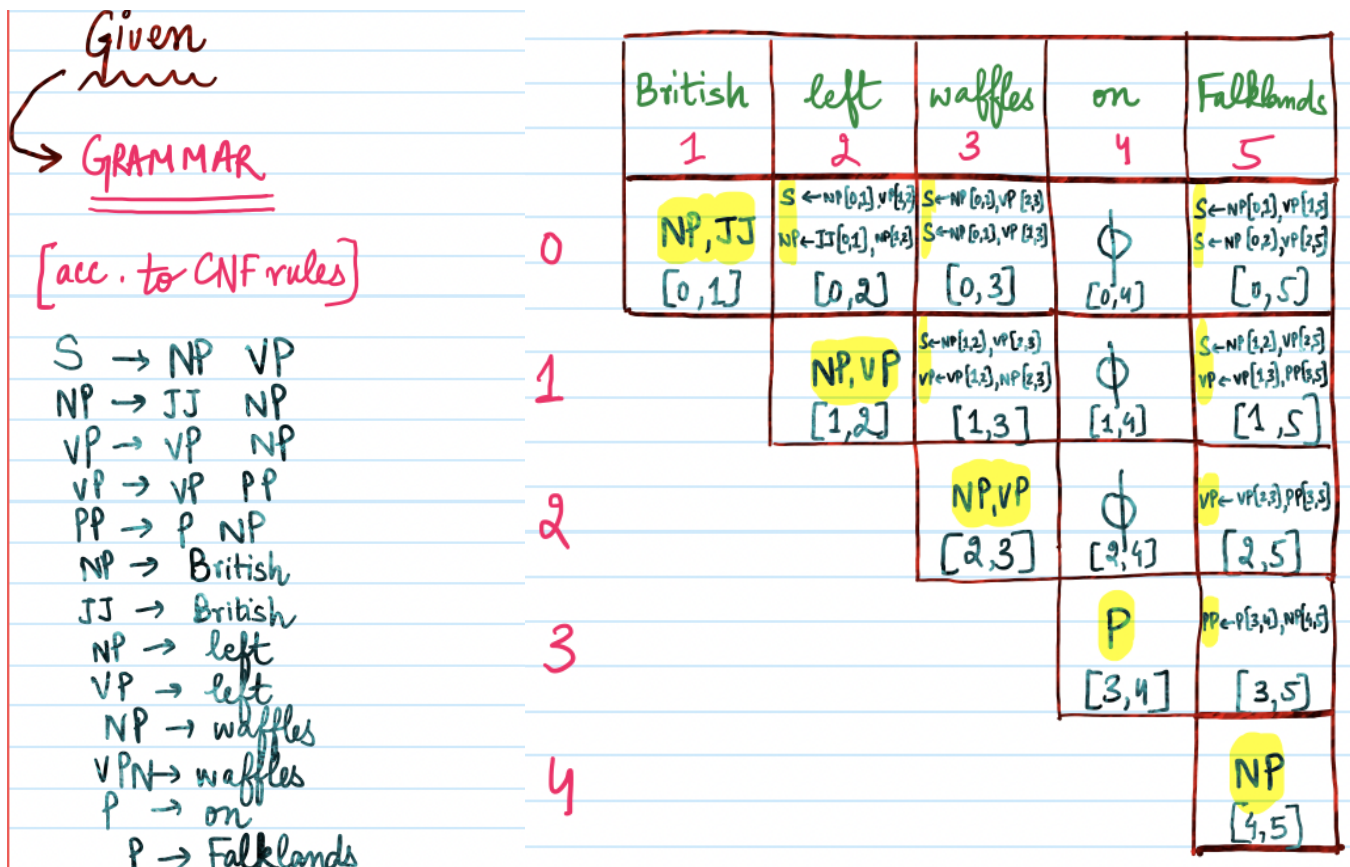 Given
GRAMMAR
[acc. to CNF rules]
S → NP VP
NP → JJ NP
VP → VP NP
VP → VP PP
PP → P NP
NP → British
JJ → British
NP → left
VP → left
NP → waffles
VPN→ waffles
P → on
P → Falklands
British left waffles on Falklands
1 2 3 4 5
0
NP, JJ
[0,1]
S ← NP[0,1], VP[1,2]
NP ← JJ[0,1], NP[1,2]
[0,2]
S ← NP[0,2], VP[2,3]
S ← NP[0,1], VP[1,3]
[0,3]
ϕ
[0,4]
S ← NP[0,1], VP[1,5]
S ← NP[0,2], VP[2,5]
[0,5]
1
NP, VP
[1,2]
S ← NP[1,2], VP[2,3]
VP ← VP[1,2], NP[2,3]
[1,3]
ϕ
[1,4]
S ← NP[1,2], VP[2,5]
VP ← VP[1,3], PP[3,5]
[1,5]
2
NP, VP
[2,3]
ϕ
[2,4]
VP ← VP[2,3], PP[3,5]
[2,5]
3
P
[3,4]
PP ← P[3,4], NP[4,5]
[3,5]
4
NP
[4,5]